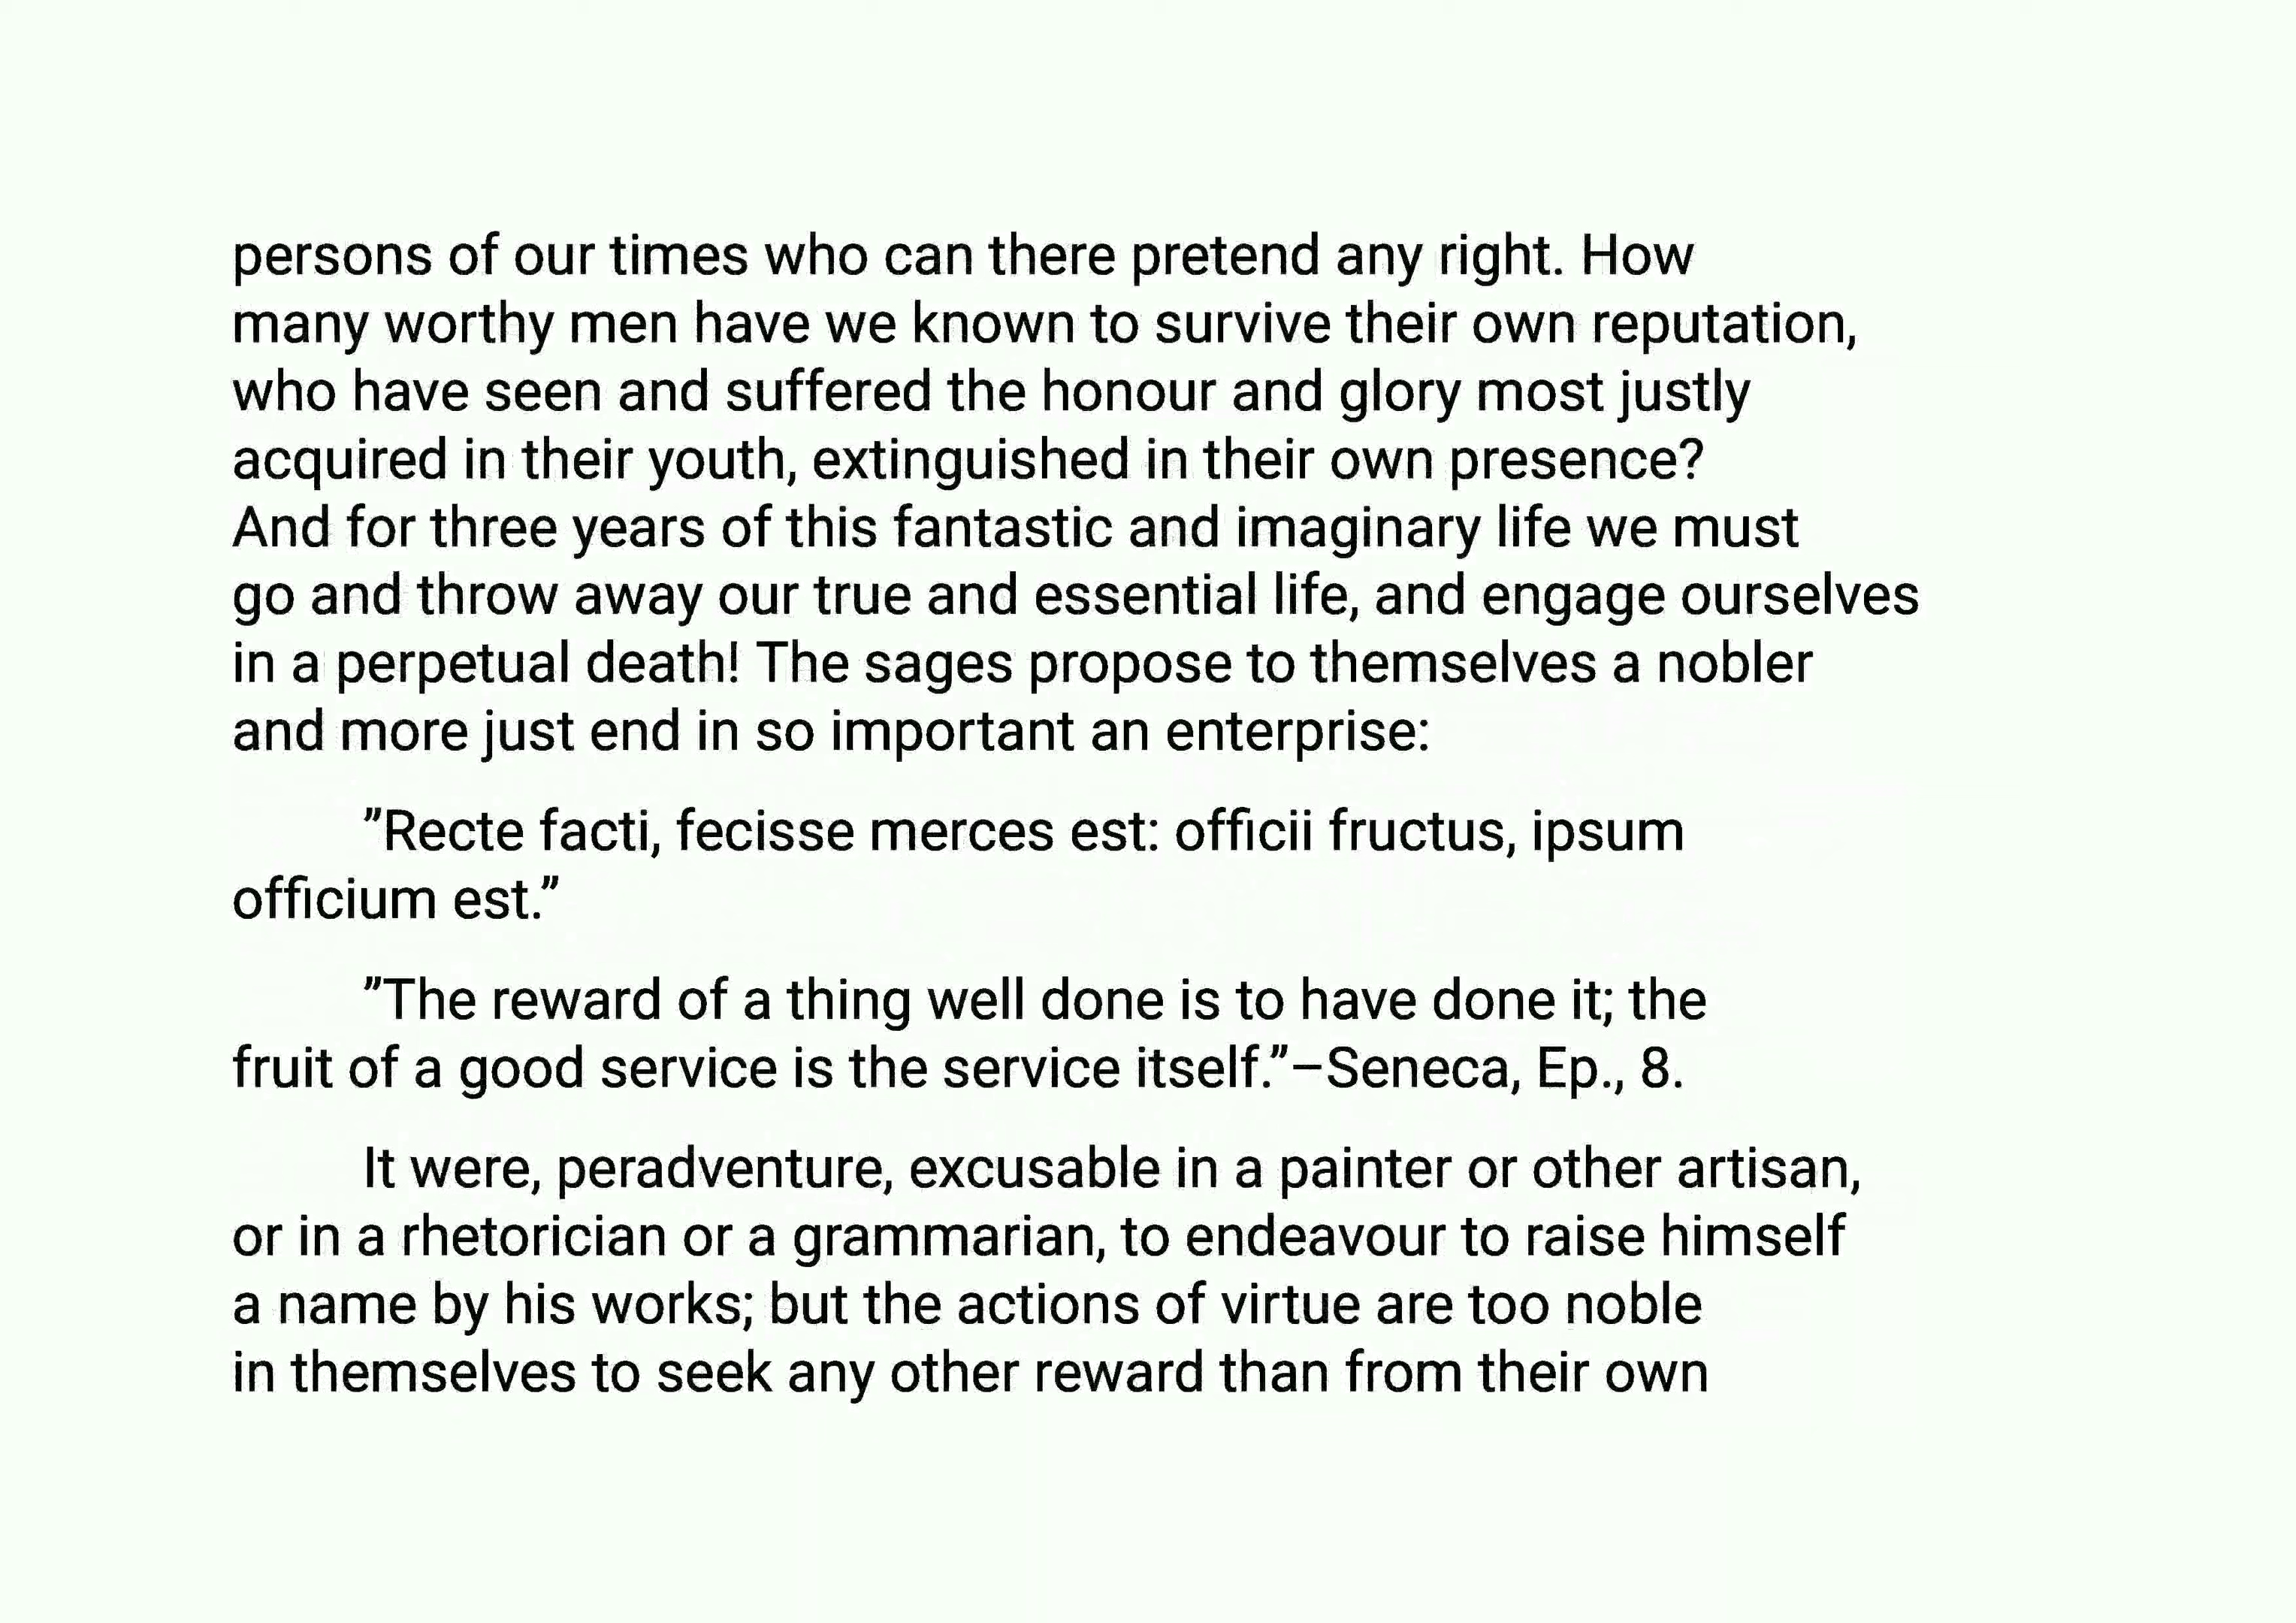 persons of our times who can there pretend any right. How
many worthy men have we known to survive their own reputation,
who have seen and suffered the honour and glory most justly
acquired in their youth, extinguished in their own presence?
And for three years of this fantastic and imaginary life we must
go and throw away our true and essential life, and engage ourselves
in a perpetual death! The sages propose to themselves a nobler
and more just end in so important an enterprise:
”Recte facti, fecisse merces est: officii fructus, ipsum
officium est.”
”The reward of a thing well done is to have done it; the
fruit of a good service is the service itself.”–Seneca, Ep., 8.
It were, peradventure, excusable in a painter or other artisan,
or in a rhetorician or a grammarian, to endeavour to raise himself
a name by his works; but the actions of virtue are too noble
in themselves to seek any other reward than from their own